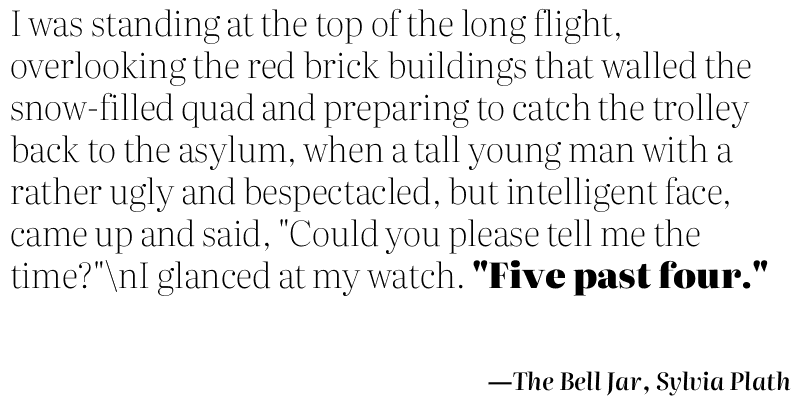 I was standing at the top of the long flight,
overlooking the red brick buildings that walled the
snow-filled quad and preparing to catch the trolley
back to the asylum, when a tall young man with a
rather ugly and bespectacled, but intelligent face,
came up and said, "Could you please tell me the
time?"\nI glanced at my watch. "Five past four."
—The Bell Jar, Sylvia Plath